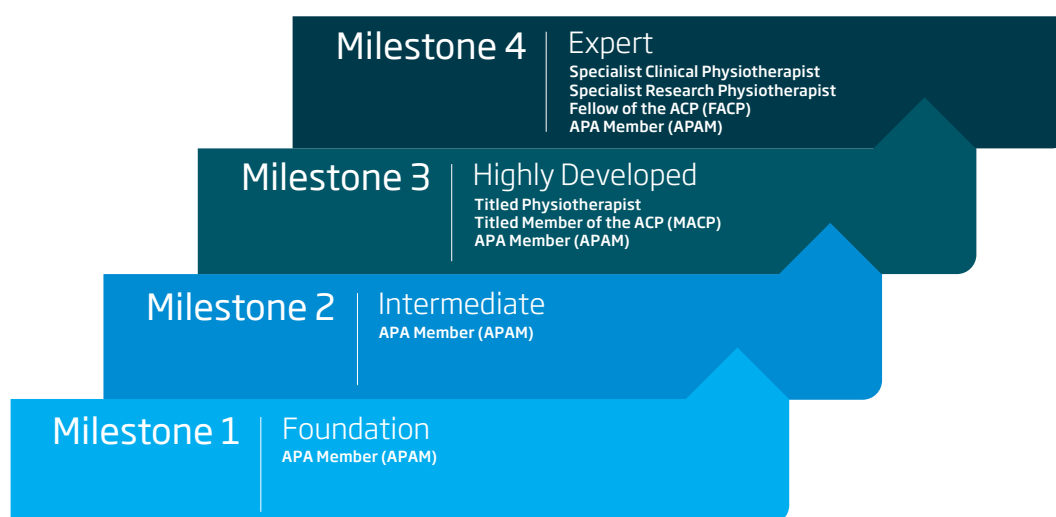 Milestone 4
Expert
Specialist Clinical Physiotherapist
Specialist Research Physiotherapist
Fellow of the ACP (FACP)
APA Member (APAM)
Milestone 3
Highly Developed
Titled Physiotherapist
Titled Member of the ACP (MACP)
APA Member (APAM)
Milestone 2
Intermediate
APA Member (APAM)
Milestone 1
Foundation
APA Member (APAM)